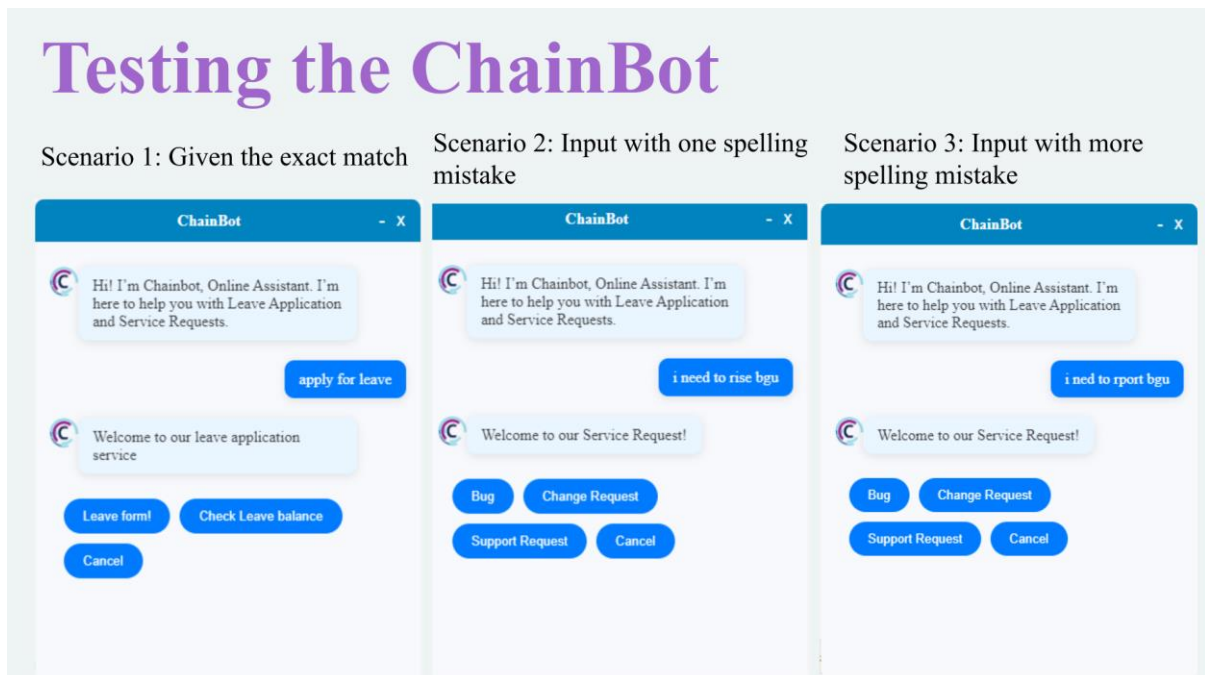 Testing the ChainBot
Scenario 1: Given the exact match
ChainBot
- X
Hi! I'm Chainbot, Online Assistant. I'm
here to help you with Leave Application
and Service Requests.
apply for leave
Welcome to our leave application
service
Leave form!
Check Leave balance
Cancel
Scenario 2: Input with one spelling
mistake
ChainBot
- X
Hi! I'm Chainbot, Online Assistant. I'm
here to help you with Leave Application
and Service Requests.
i need to rise bgu
Welcome to our Service Request!
Bug
Change Request
Support Request
Cancel
Scenario 3: Input with more
spelling mistake
ChainBot
- X
Hi! I'm Chainbot, Online Assistant. I'm
here to help you with Leave Application
and Service Requests.
i ned to rport bgu
Welcome to our Service Request!
Bug
Change Request
Support Request
Cancel